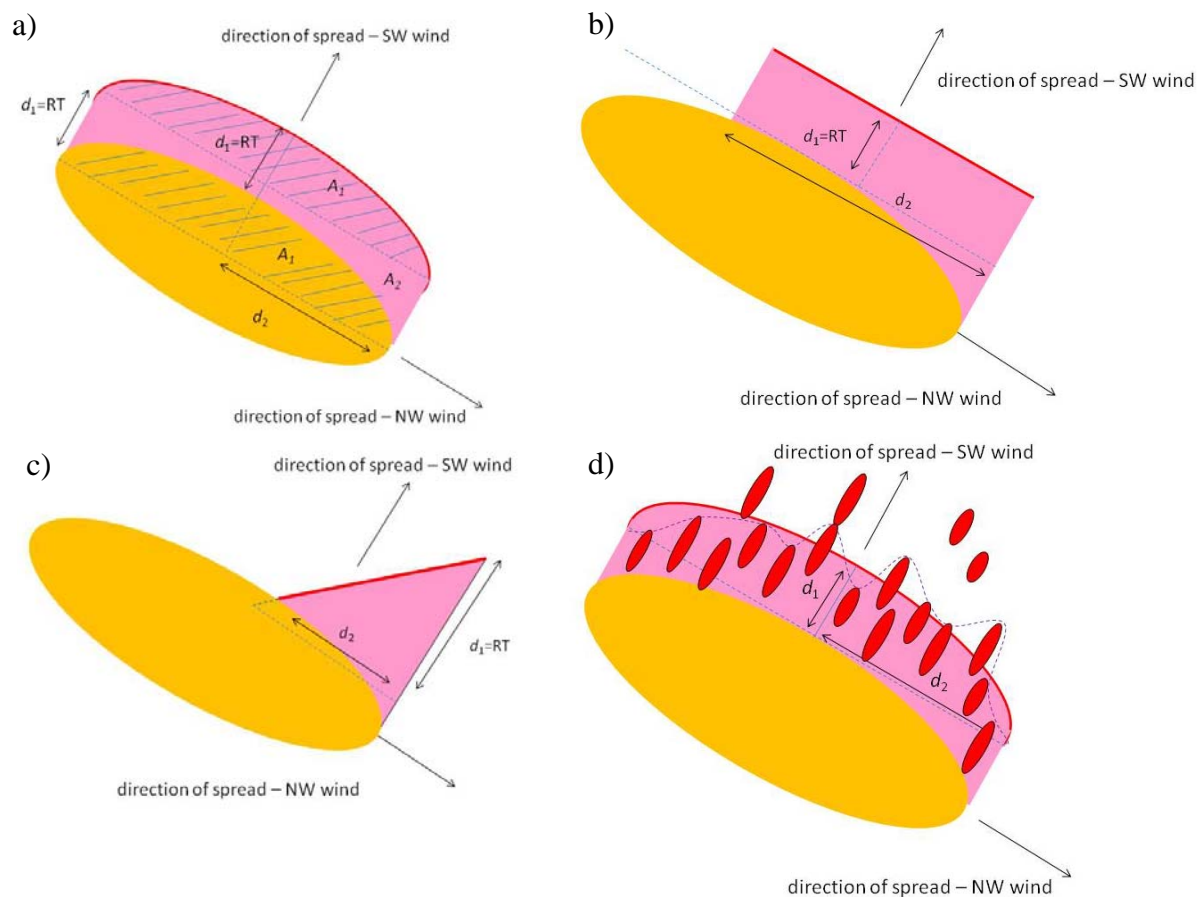 a)
direction of spread – SW wind
d₁=RT
d₁=RT
A₁
A₁
A₂
d₂
direction of spread – NW wind
b)
direction of spread – SW wind
d₁=RT
d₂
direction of spread – NW wind
c)
direction of spread – SW wind
d₂
d₁=RT
direction of spread – NW wind
d)
direction of spread – SW wind
d₁
d₂
direction of spread – NW wind